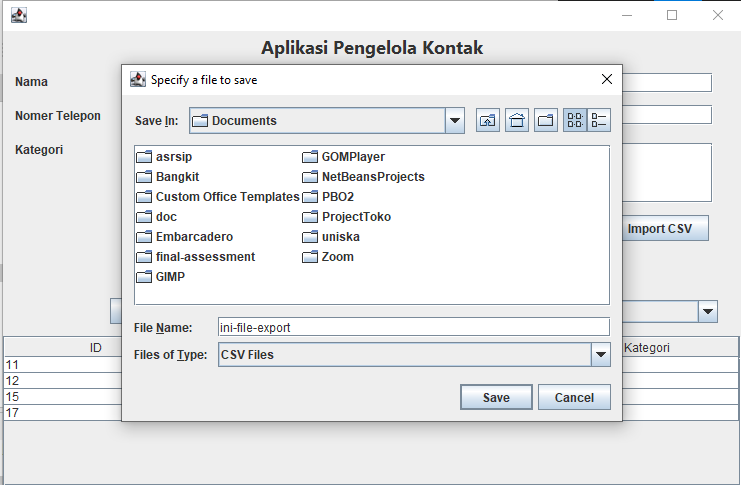 Aplikasi Pengelola Kontak
Specify a file to save
Nama
Nomer Telepon
Kategori
Save In: Documents
asrsip
Bangkit
Custom Office Templates
doc
Embarcadero
final-assessment
GIMP
GOMPlayer
NetBeansProjects
PBO2
ProjectToko
uniska
Zoom
Import CSV
File Name: ini-file-export
Files of Type: CSV Files
Save Cancel
ID Kategori
11
12
15
17